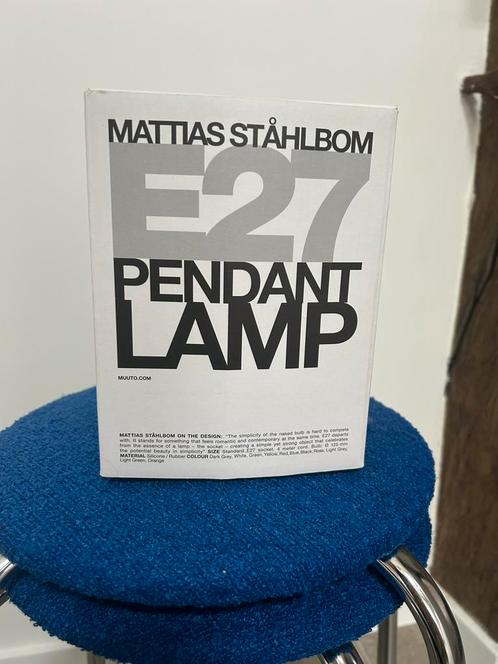 MATTIAS STÅHLBOM
E27
PENDANT
LAMP
MUUTO.COM
MATTIAS STÅHLBOM ON THE DESIGN: "The simplicity of the naked bulb is hard to compete
with. It stands for something that feels romantic and contemporary at the same time. E27 departs
from the essence of a lamp – the socket – creating a simple yet strong object that celebrates
the potential beauty in simplicity" SIZE Standard E27 socket, 4 meter cord. Bulb: Ø 125 mm
MATERIAL Silicone / Rubber COLOUR Dark Grey, White, Green, Yellow, Red, Blue, Black, Rose, Light Grey,
Light Green, Orange